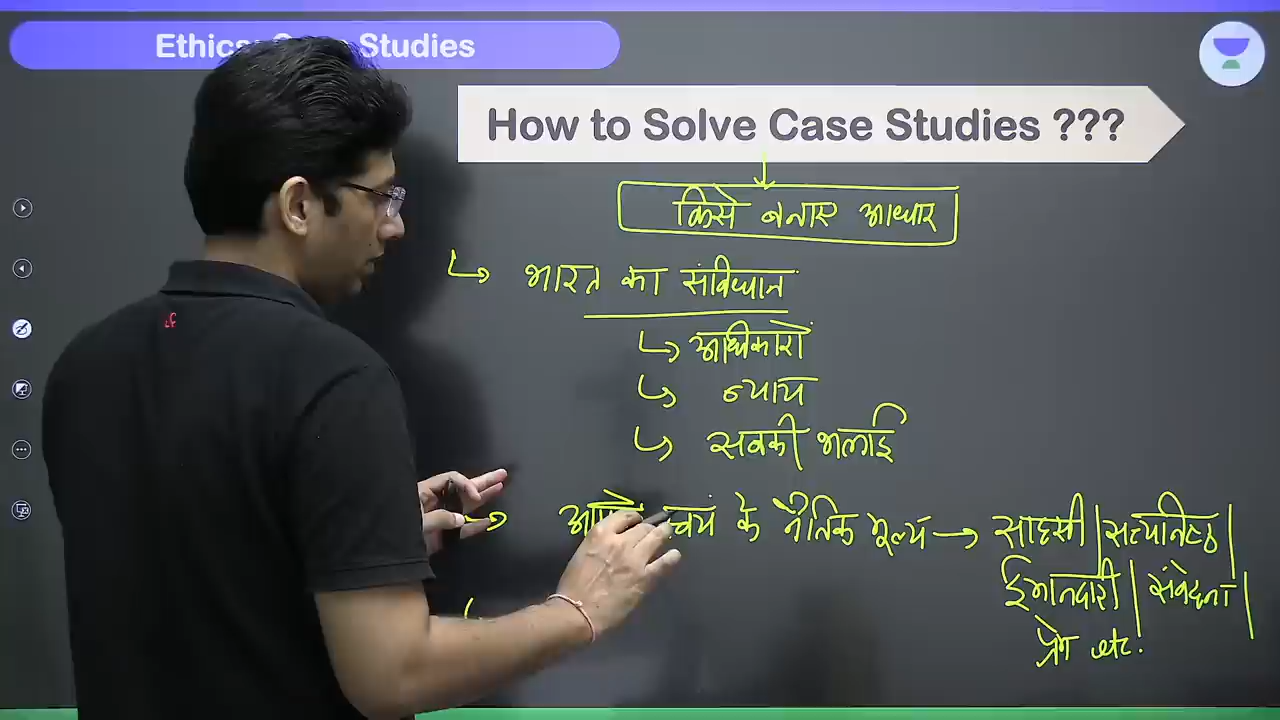 Ethics: Case Studies
How to Solve Case Studies ???
किसे बनाए आधार
भारत का संविधान
अधिकारों
न्याय
सबकी भलाई
के नैतिक मूल्य → साहसी | सत्यनिष्ठ |
ईमानदारी | संवेदना |
प्रेम etc.